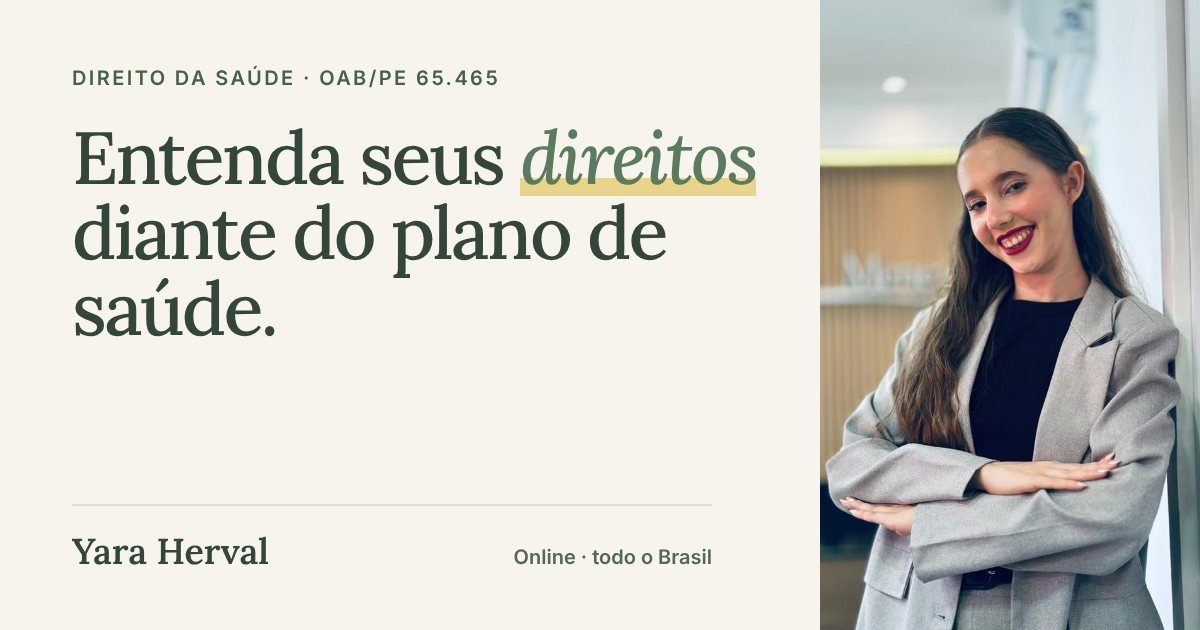 DIREITO DA SAÚDE · OAB/PE 65.465
Entenda seus direitos
diante do plano de
saúde.
Yara Herval
Online · todo o Brasil